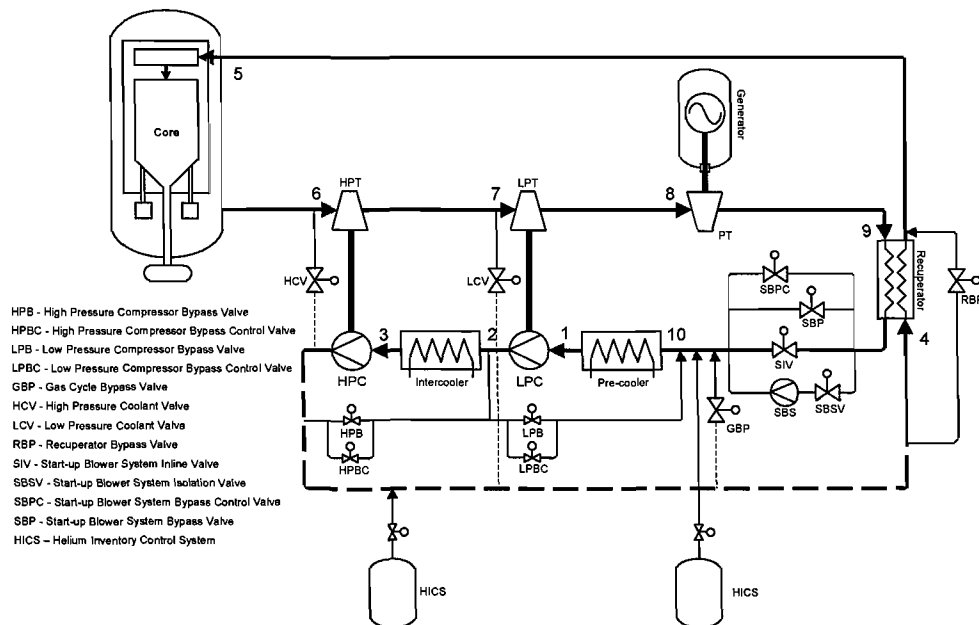 5
Core
Generator
HPT
LPT
6
7
8
PT
9
Recuperator
HCV
LCV
SBPC
SBP
RBP
HPB - High Pressure Compressor Bypass Valve
HPBC - High Pressure Compressor Bypass Control Valve
LPB - Low Pressure Compressor Bypass Valve
LPBC - Low Pressure Compressor Bypass Control Valve
GBP - Gas Cycle Bypass Valve
HCV - High Pressure Coolant Valve
LCV - Low Pressure Coolant Valve
RBP - Recuperator Bypass Valve
SIV - Start-up Blower System Inline Valve
SBSV - Start-up Blower System Isolation Valve
SBPC - Start-up Blower System Bypass Control Valve
SBP - Start-up Blower System Bypass Valve
HICS – Helium Inventory Control System
3
2
1
10
4
HPC
Intercooler
LPC
Pre-cooler
SIV
SBS
SBSV
HPB
LPB
GBP
HPBC
LPBC
HICS
HICS